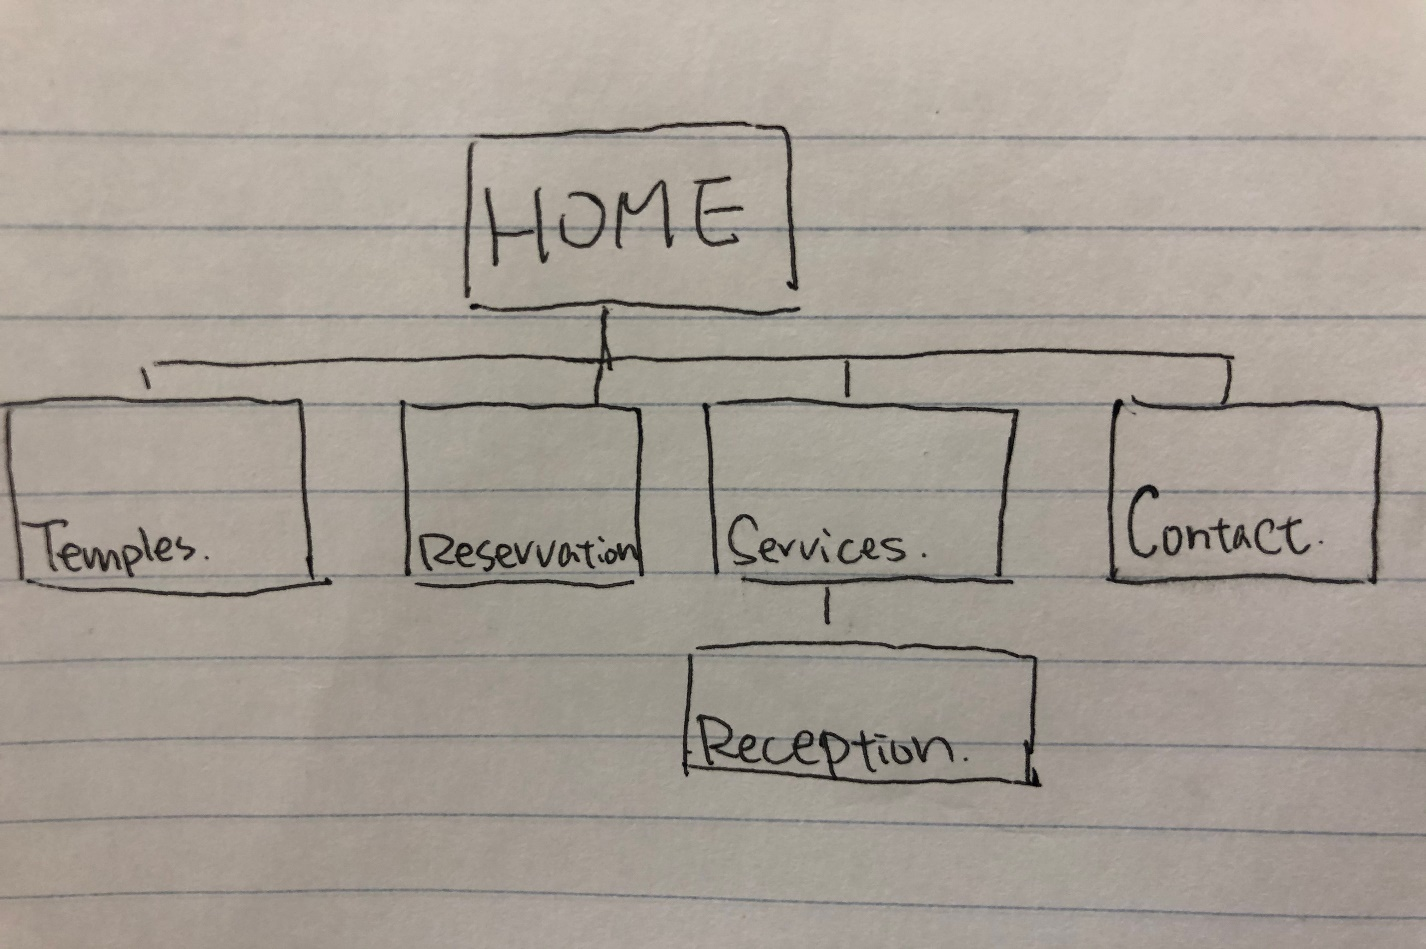 HOME
Temples.
Reservation
Services.
Contact.
Reception.